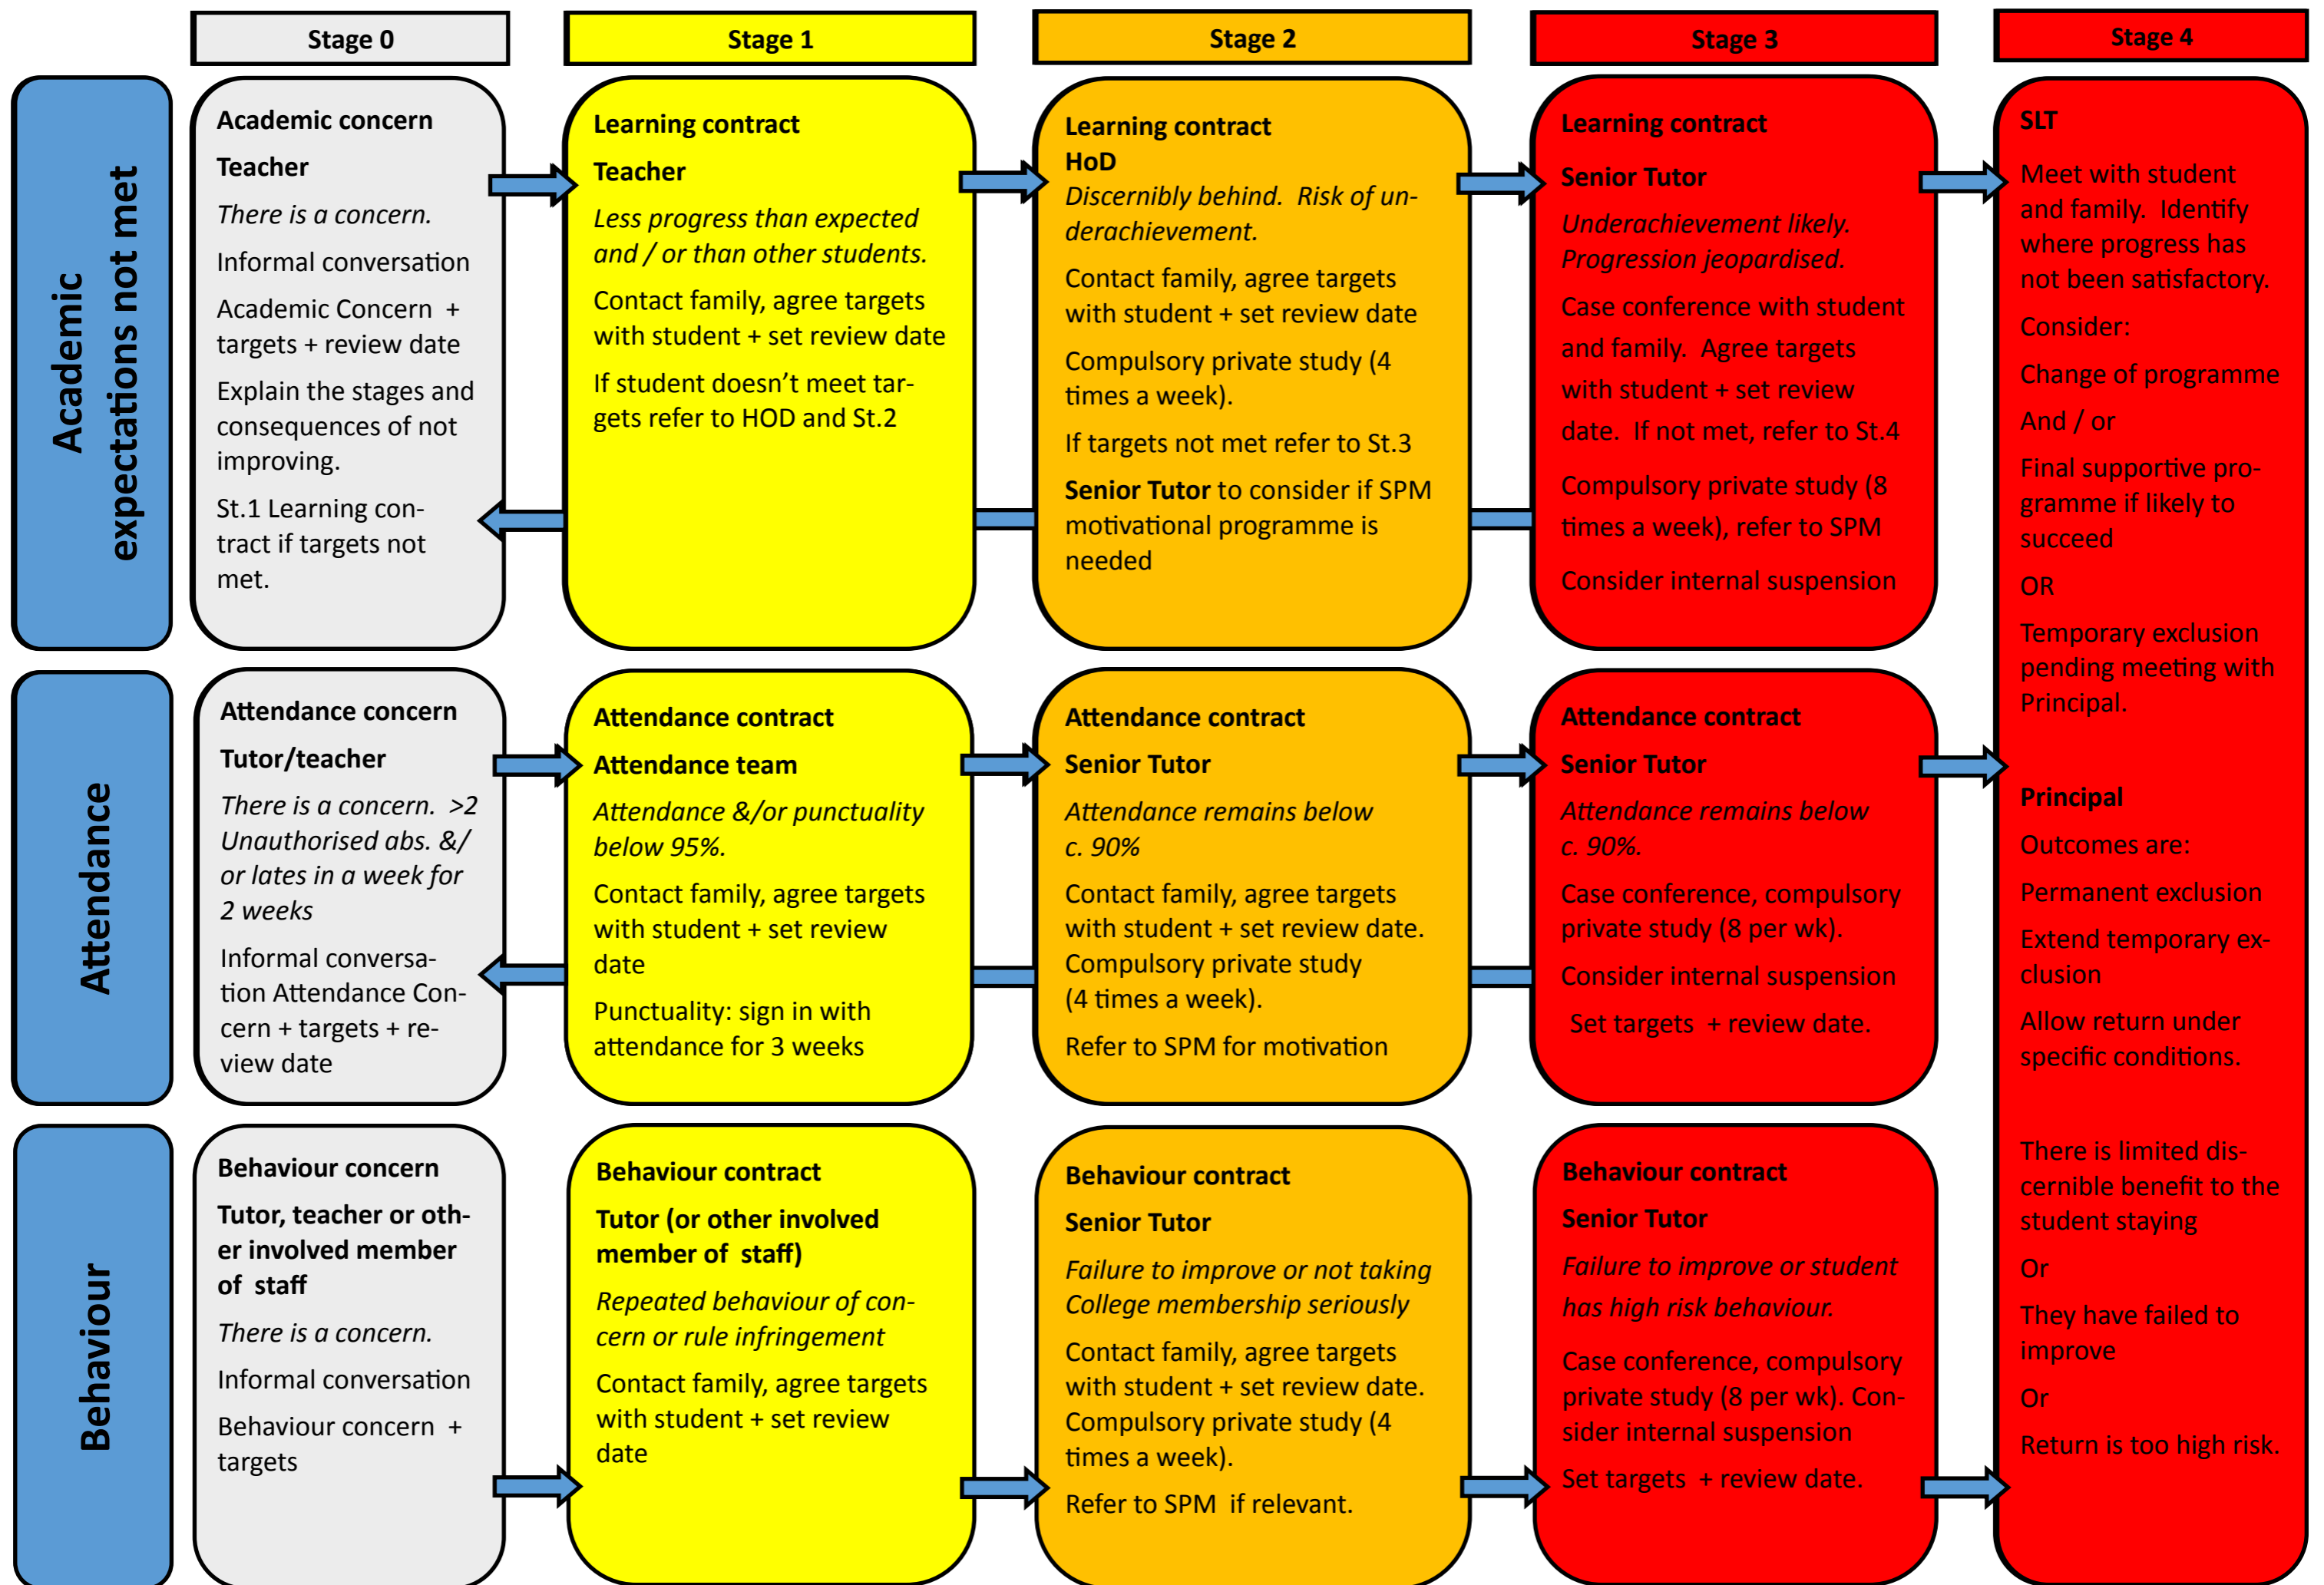 Stage 0
Stage 1
Stage 2
Stage 3
Stage 4
Academic
expectations not met
Academic concern
Teacher
There is a concern.
Informal conversation
Academic Concern  +
targets + review date
Explain the stages and
consequences of not
improving.
St.1 Learning con-
tract if targets not
met.
Learning contract
Teacher
Less progress than expected
and / or than other students.
Contact family, agree targets
with student + set review date
If student doesn’t meet tar-
gets refer to HOD and St.2
Learning contract
HoD
Discernibly behind.  Risk of un-
derachievement.
Contact family, agree targets
with student + set review date
Compulsory private study (4
times a week).
If targets not met refer to St.3
Senior Tutor to consider if SPM
motivational programme is
needed
Learning contract
Senior Tutor
Underachievement likely.
Progression jeopardised.
Case conference with student
and family.  Agree targets
with student + set review
date.  If not met, refer to St.4
Compulsory private study (8
times a week), refer to SPM
Consider internal suspension
SLT
Meet with student
and family.  Identify
where progress has
not been satisfactory.
Consider:
Change of programme
And / or
Final supportive pro-
gramme if likely to
succeed
OR
Temporary exclusion
pending meeting with
Principal.
Principal
Outcomes are:
Permanent exclusion
Extend temporary ex-
clusion
Allow return under
specific conditions.
There is limited dis-
cernible benefit to the
student staying
Or
They have failed to
improve
Or
Return is too high risk.
Attendance
Attendance concern
Tutor/teacher
There is a concern.  >2
Unauthorised abs. &/
or lates in a week for
2 weeks
Informal conversa-
tion Attendance Con-
cern + targets + re-
view date
Attendance contract
Attendance team
Attendance &/or punctuality
below 95%.
Contact family, agree targets
with student + set review
date
Punctuality: sign in with
attendance for 3 weeks
Attendance contract
Senior Tutor
Attendance remains below
c. 90%
Contact family, agree targets
with student + set review date.
Compulsory private study
(4 times a week).
Refer to SPM for motivation
Attendance contract
Senior Tutor
Attendance remains below
c. 90%.
Case conference, compulsory
private study (8 per wk).
Consider internal suspension
Set targets  + review date.
Behaviour
Behaviour concern
Tutor, teacher or oth-
er involved member
of  staff
There is a concern.
Informal conversation
Behaviour concern  +
targets
Behaviour contract
Tutor (or other involved
member of  staff)
Repeated behaviour of con-
cern or rule infringement
Contact family, agree targets
with student + set review
date
Behaviour contract
Senior Tutor
Failure to improve or not taking
College membership seriously
Contact family, agree targets
with student + set review date.
Compulsory private study (4
times a week).
Refer to SPM  if relevant.
Behaviour contract
Senior Tutor
Failure to improve or student
has high risk behaviour.
Case conference, compulsory
private study (8 per wk). Con-
sider internal suspension
Set targets  + review date.